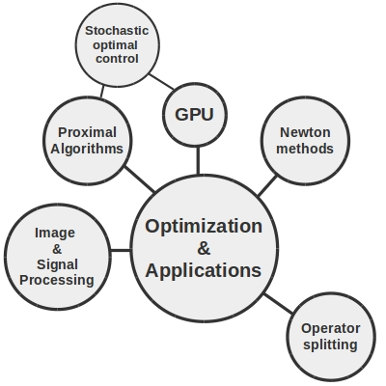 Stochastic
optimal
control
GPU
Proximal
Algorithms
Newton
methods
Optimization
&
Applications
Image
&
Signal
Processing
Operator
splitting